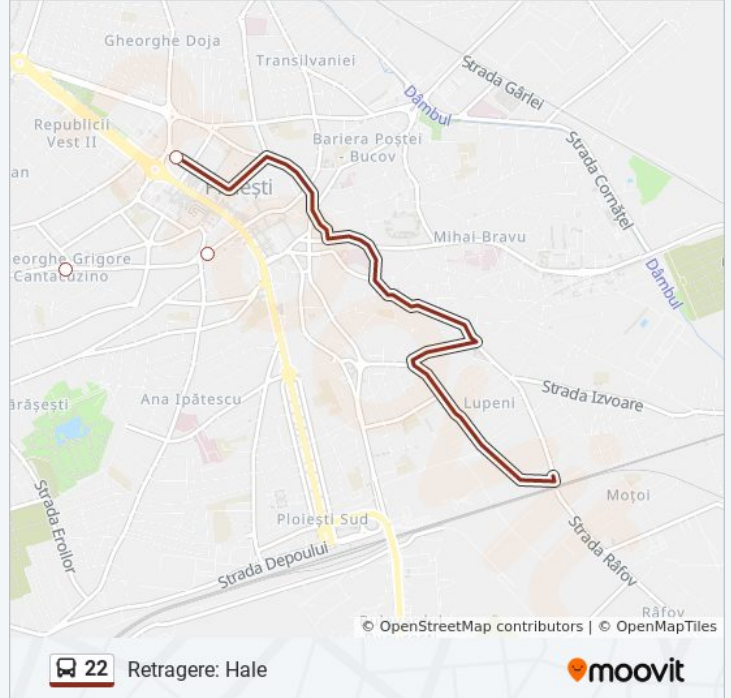 Gheorghe Doja
Transilvaniei
Strada Gârlei
Dâmbul
Republicii
Vest II
Bariera Poștei
- Bucov
Strada Cornățel
an
Ploiești
Mihai Bravu
eorghe Grigore
Cantacuzino
Dâmbul
ărășești
Ana Ipătescu
Lupeni
Strada Izvoare
Strada Eroilor
Ploiești Sud
Moțoi
Strada Depoului
Strada Râfov
Râfov
© OpenStreetMap contributors | © OpenMapTiles
22 Retragere: Hale
moovit